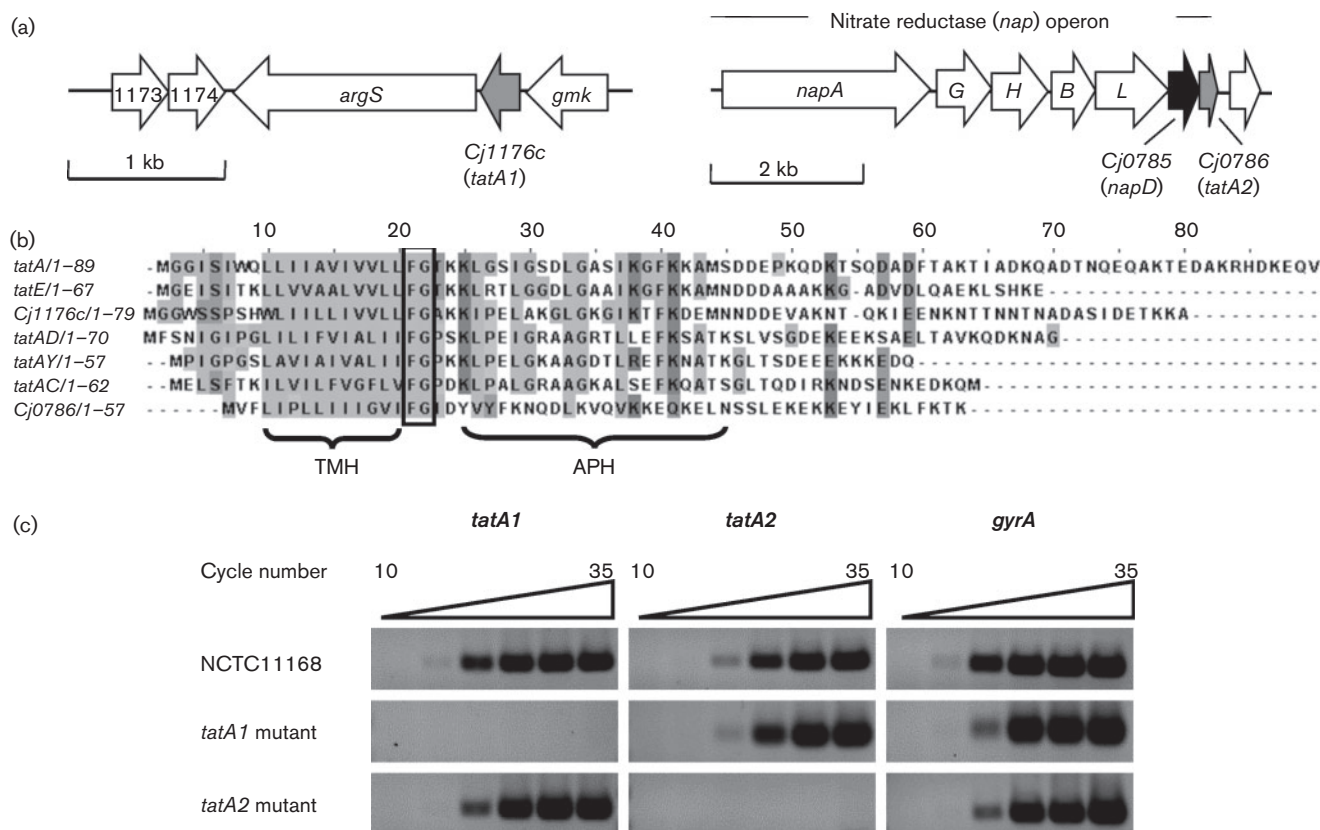 (a)
Nitrate reductase (nap) operon
1173 1174 argS gmk
napA G H B L
Cj1176c
(tatA1)
1 kb
2 kb
Cj0785
(napD)
Cj0786
(tatA2)
(b)
10 20 30 40 50 60 70 80
tatA/1–89 -MGGISIWQLLIIAVIVVLLFGTKKLGSIGSDLGASIKGFKKAMSDDEPKQDKTSQDADFTAKTIADKQADTNQEQAKTEDAKRHDKEQV
tatE/1–67 -MGEISITKLLVVAALVVLLFGTKKLRTLGGDLGAAIKGFKKAMNDDDAAAKKG-ADVDLQAEKLSHKE
Cj1176c/1–79 MGGWSSPSHWLIILLIVVLLFGAKKIPELAKGLGKGIKTFKDEMNNDDEVAKNT-QKIEENKNTTNNTNADASIDETKKA
tatAD/1–70 MFSNIGIPGLILIFVIALIIFGPSKLPEIGRAAGRTLLEFKSATKSLVSGDEKEEKSAELTAVKQDKNAG
tatAY/1–57 --MPIGPGSLAVIAIVALIIFGPKKLPELGKAAGDTLREFKNATKGLTSDEEEKKKEDQ
tatAC/1–62 --MELSFTKILVILFVGFLVFGPDKLPALGRAAGKALSEFKQATSGLTQDIRKNDSENKEDKQM
Cj0786/1–57 ------MVFLIPLLIIIGVIFGIDYVYFKNQDLKVQVKKEQKELNSSLEKEKKEYIEKLFKTK
TMH APH
(c)
tatA1 tatA2 gyrA
Cycle number 10 35 10 35 10 35
NCTC11168
tatA1 mutant
tatA2 mutant